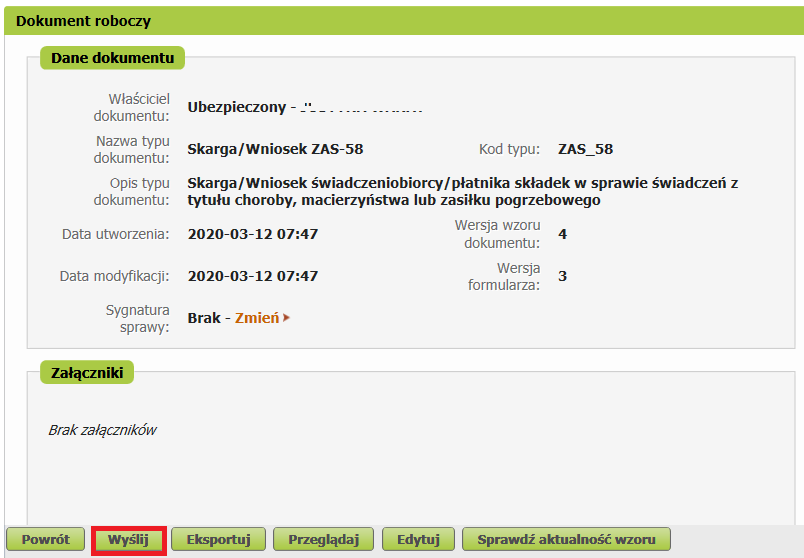 Dokument roboczy
Dane dokumentu
Właściciel
dokumentu:
Ubezpieczony -
Nazwa typu
dokumentu:
Skarga/Wniosek ZAS-58
Kod typu:
ZAS_58
Opis typu
dokumentu:
Skarga/Wniosek świadczeniobiorcy/płatnika składek w sprawie świadczeń z
tytułu choroby, macierzyństwa lub zasiłku pogrzebowego
Data utworzenia:
2020-03-12 07:47
Wersja wzoru
dokumentu:
4
Data modyfikacji:
2020-03-12 07:47
Wersja
formularza:
3
Sygnatura
sprawy:
Brak - Zmień
Załączniki
Brak załączników
Powrót
Wyślij
Eksportuj
Przeglądaj
Edytuj
Sprawdź aktualność wzoru